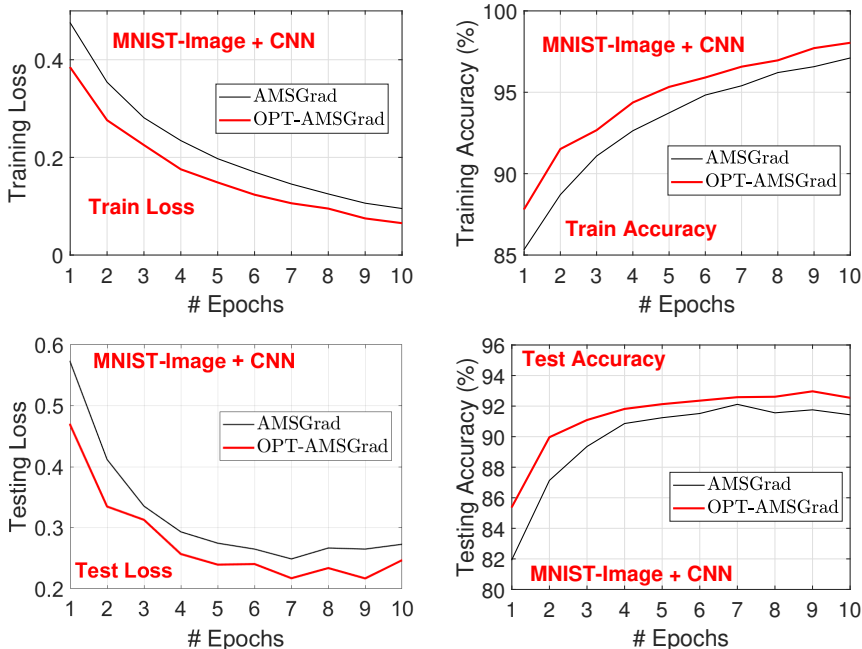 MNIST-Image + CNN
AMSGrad
OPT-AMSGrad
Train Loss
Training Loss
0.4
0.2
0
1 2 3 4 5 6 7 8 9 10
# Epochs
MNIST-Image + CNN
AMSGrad
OPT-AMSGrad
Train Accuracy
Training Accuracy (%)
100
95
90
85
1 2 3 4 5 6 7 8 9 10
# Epochs
MNIST-Image + CNN
AMSGrad
OPT-AMSGrad
Test Loss
Testing Loss
0.6
0.5
0.4
0.3
0.2
1 2 3 4 5 6 7 8 9 10
# Epochs
Test Accuracy
AMSGrad
OPT-AMSGrad
MNIST-Image + CNN
Testing Accuracy (%)
96
94
92
90
88
86
84
82
80
1 2 3 4 5 6 7 8 9 10
# Epochs